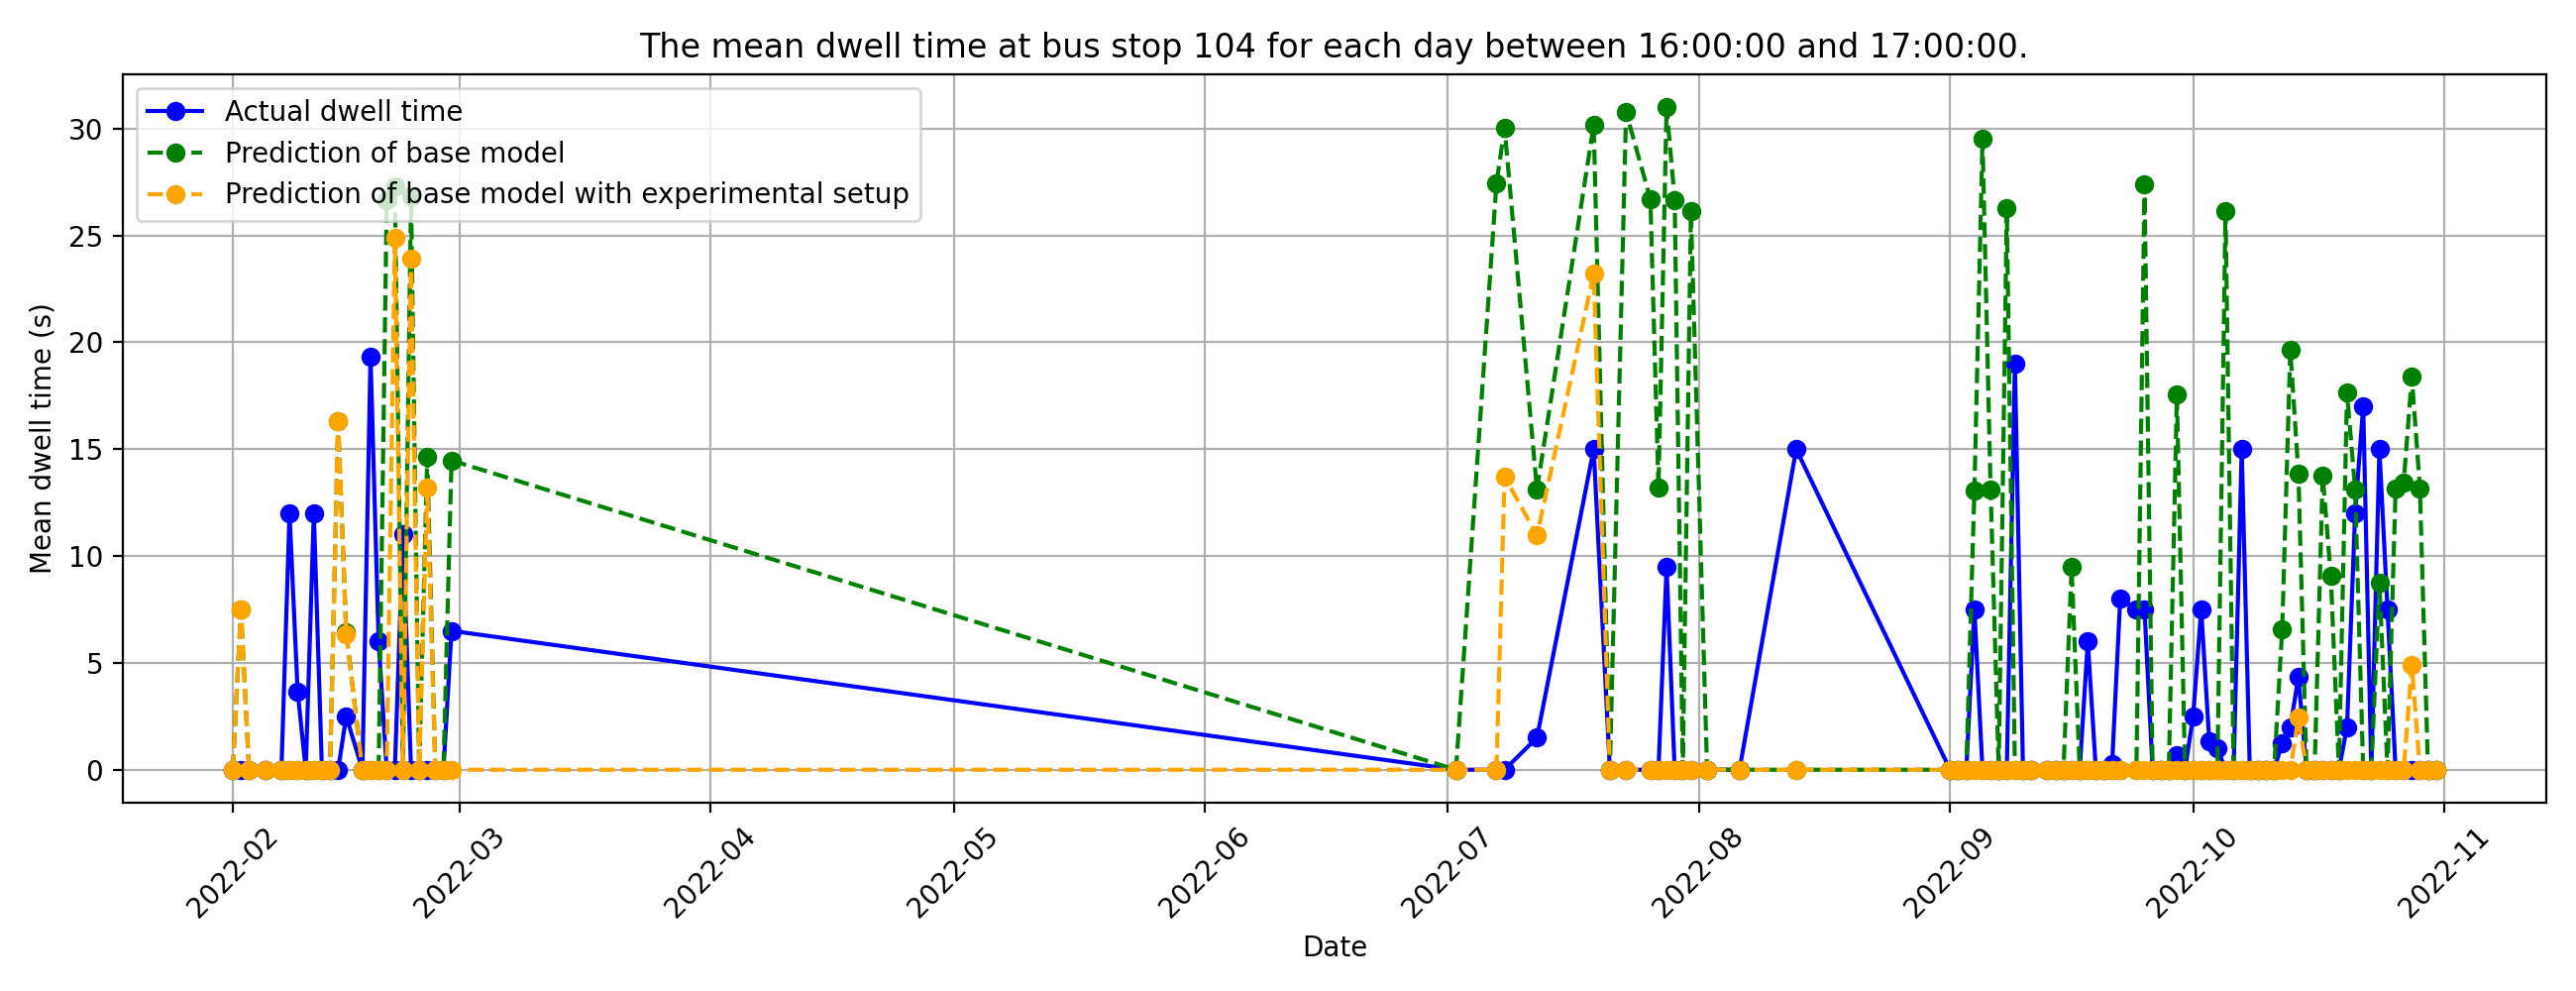 The mean dwell time at bus stop 104 for each day between 16:00:00 and 17:00:00.
Actual dwell time
Prediction of base model
Prediction of base model with experimental setup
Mean dwell time (s)
30
25
20
15
10
5
0
2022-02
2022-03
2022-04
2022-05
2022-06
2022-07
2022-08
2022-09
2022-10
2022-11
Date